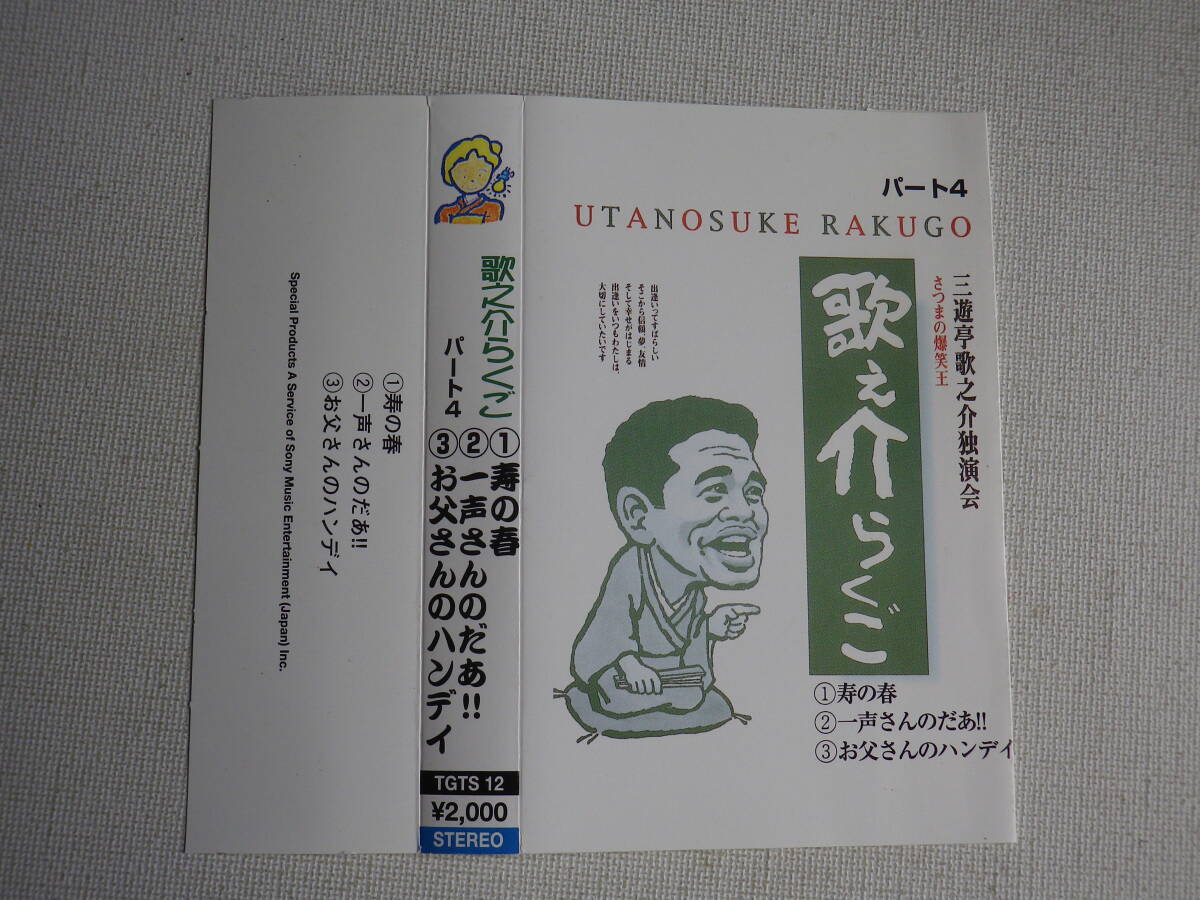 パート4
UTANOSUKE RAKUGO
三遊亭歌之介独演会
さつまの爆笑王
歌之介らくご
出逢いってすばらしい
そこから信頼、夢、友情
そして幸せがはじまる
出逢いをいつもわたしは、
大切にしていたいです
①寿の春
②一声さんのだあ!!
③お父さんのハンデイ
歌之介らくご
パート4
①寿の春
②一声さんのだあ!!
③お父さんのハンデイ
TGTS 12
¥2,000
STEREO
①寿の春
②一声さんのだあ!!
③お父さんのハンデイ
Special Products A Service of Sony Music Entertainment (Japan) Inc.